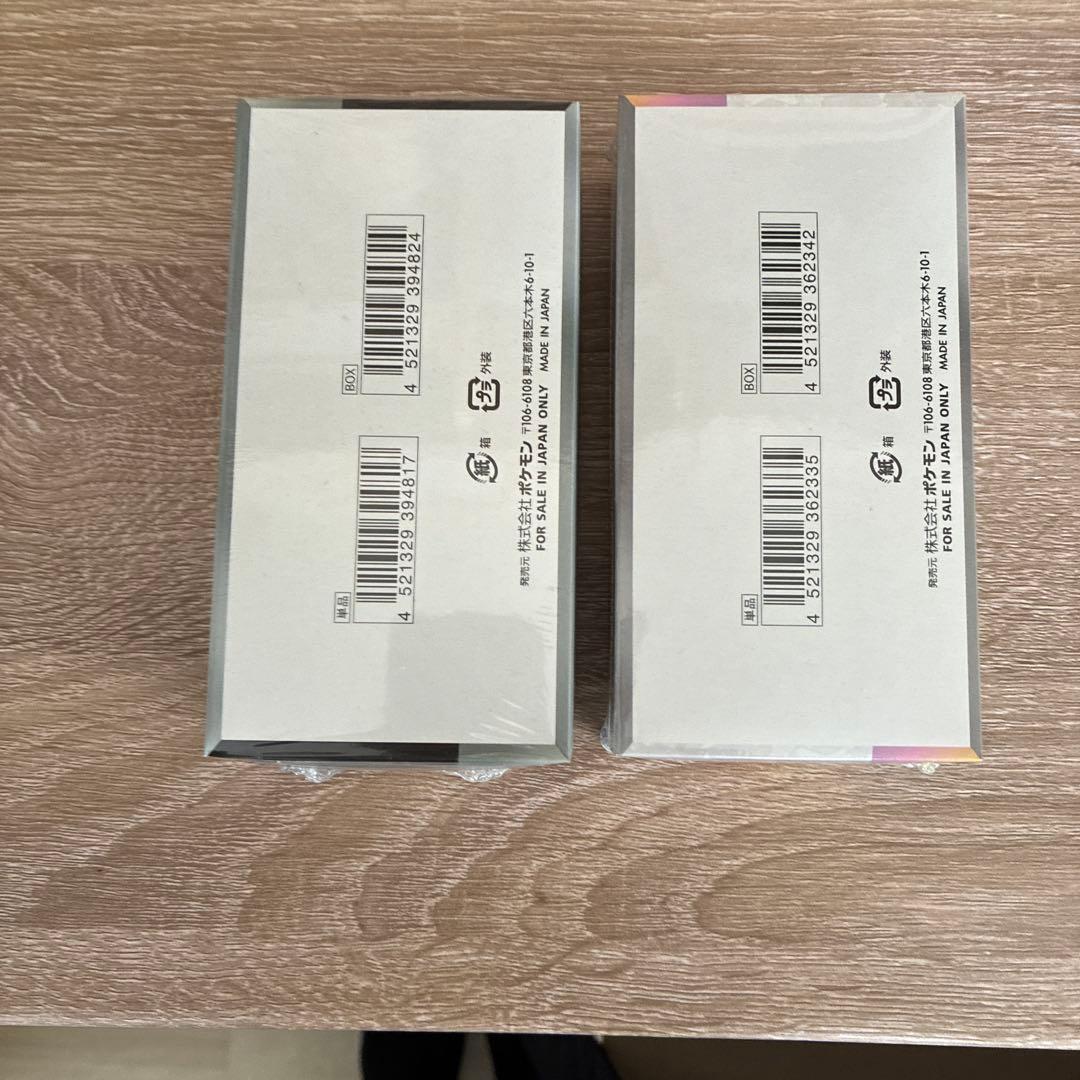 単品
4 521329 394817
BOX
4 521329 394824
紙 箱
プラ 外装
発売元 株式会社ポケモン 〒106-6108 東京都港区六本木6-10-1
FOR SALE IN JAPAN ONLY MADE IN JAPAN
単品
4 521329 362335
BOX
4 521329 362342
紙 箱
プラ 外装
発売元 株式会社ポケモン 〒106-6108 東京都港区六本木6-10-1
FOR SALE IN JAPAN ONLY MADE IN JAPAN